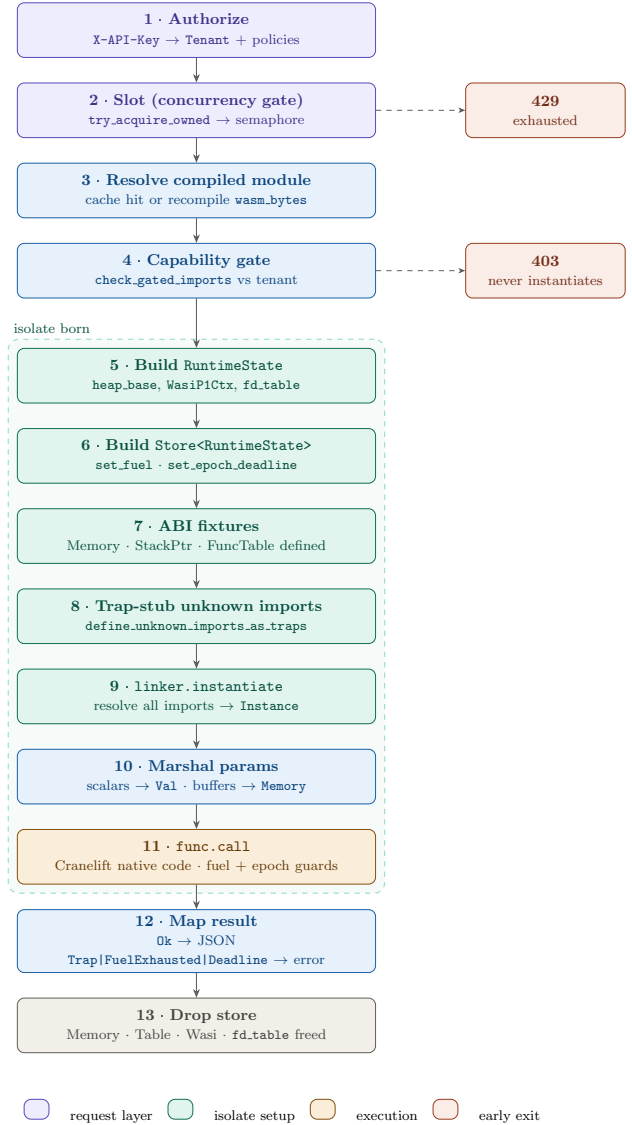 1 · Authorize
X-API-Key → Tenant + policies
2 · Slot (concurrency gate)
try_acquire_owned → semaphore
429
exhausted
3 · Resolve compiled module
cache hit or recompile wasm_bytes
4 · Capability gate
check_gated_imports vs tenant
403
never instantiates
isolate born
5 · Build RuntimeState
heap_base, WasiP1Ctx, fd_table
6 · Build Store<RuntimeState>
set_fuel · set_epoch_deadline
7 · ABI fixtures
Memory · StackPtr · FuncTable defined
8 · Trap-stub unknown imports
define_unknown_imports_as_traps
9 · linker.instantiate
resolve all imports → Instance
10 · Marshal params
scalars → Val · buffers → Memory
11 · func.call
Cranelift native code · fuel + epoch guards
12 · Map result
Ok → JSON
Trap|FuelExhausted|Deadline → error
13 · Drop store
Memory · Table · Wasi · fd_table freed
request layer
isolate setup
execution
early exit